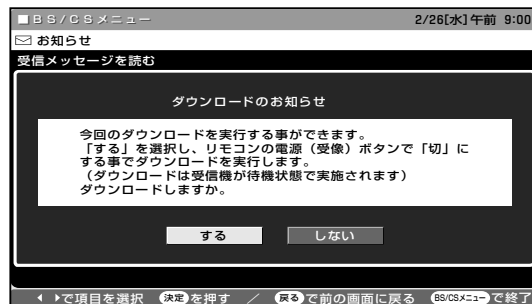 ■BS/CSメニュー 2/26[水]午前 9:00
お知らせ
受信メッセージを読む
ダウンロードのお知らせ
今回のダウンロードを実行する事ができます。
「する」を選択し、リモコンの電源（受像）ボタンで「切」に
する事でダウンロードを実行します。
（ダウンロードは受信機が待機状態で実施されます）
ダウンロードしますか。
する しない
で項目を選択 決定を押す ／ 戻るで前の画面に戻る BS/CSメニューで終了